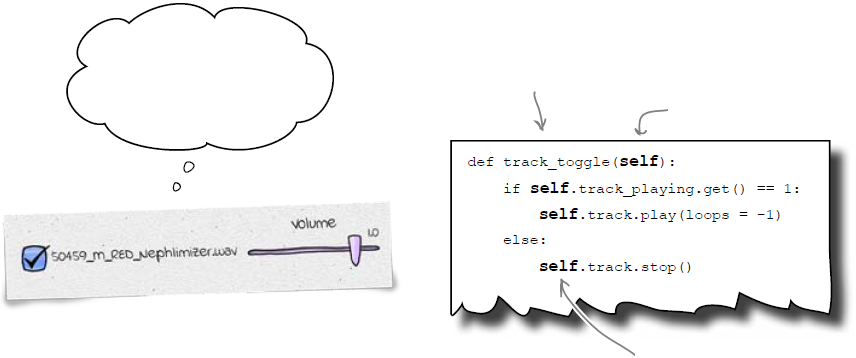 volume
1.0
50459_m_RED_Nephlimizer.wav
def track_toggle(self):
if self.track_playing.get() == 1:
self.track.play(loops = -1)
else:
self.track.stop()